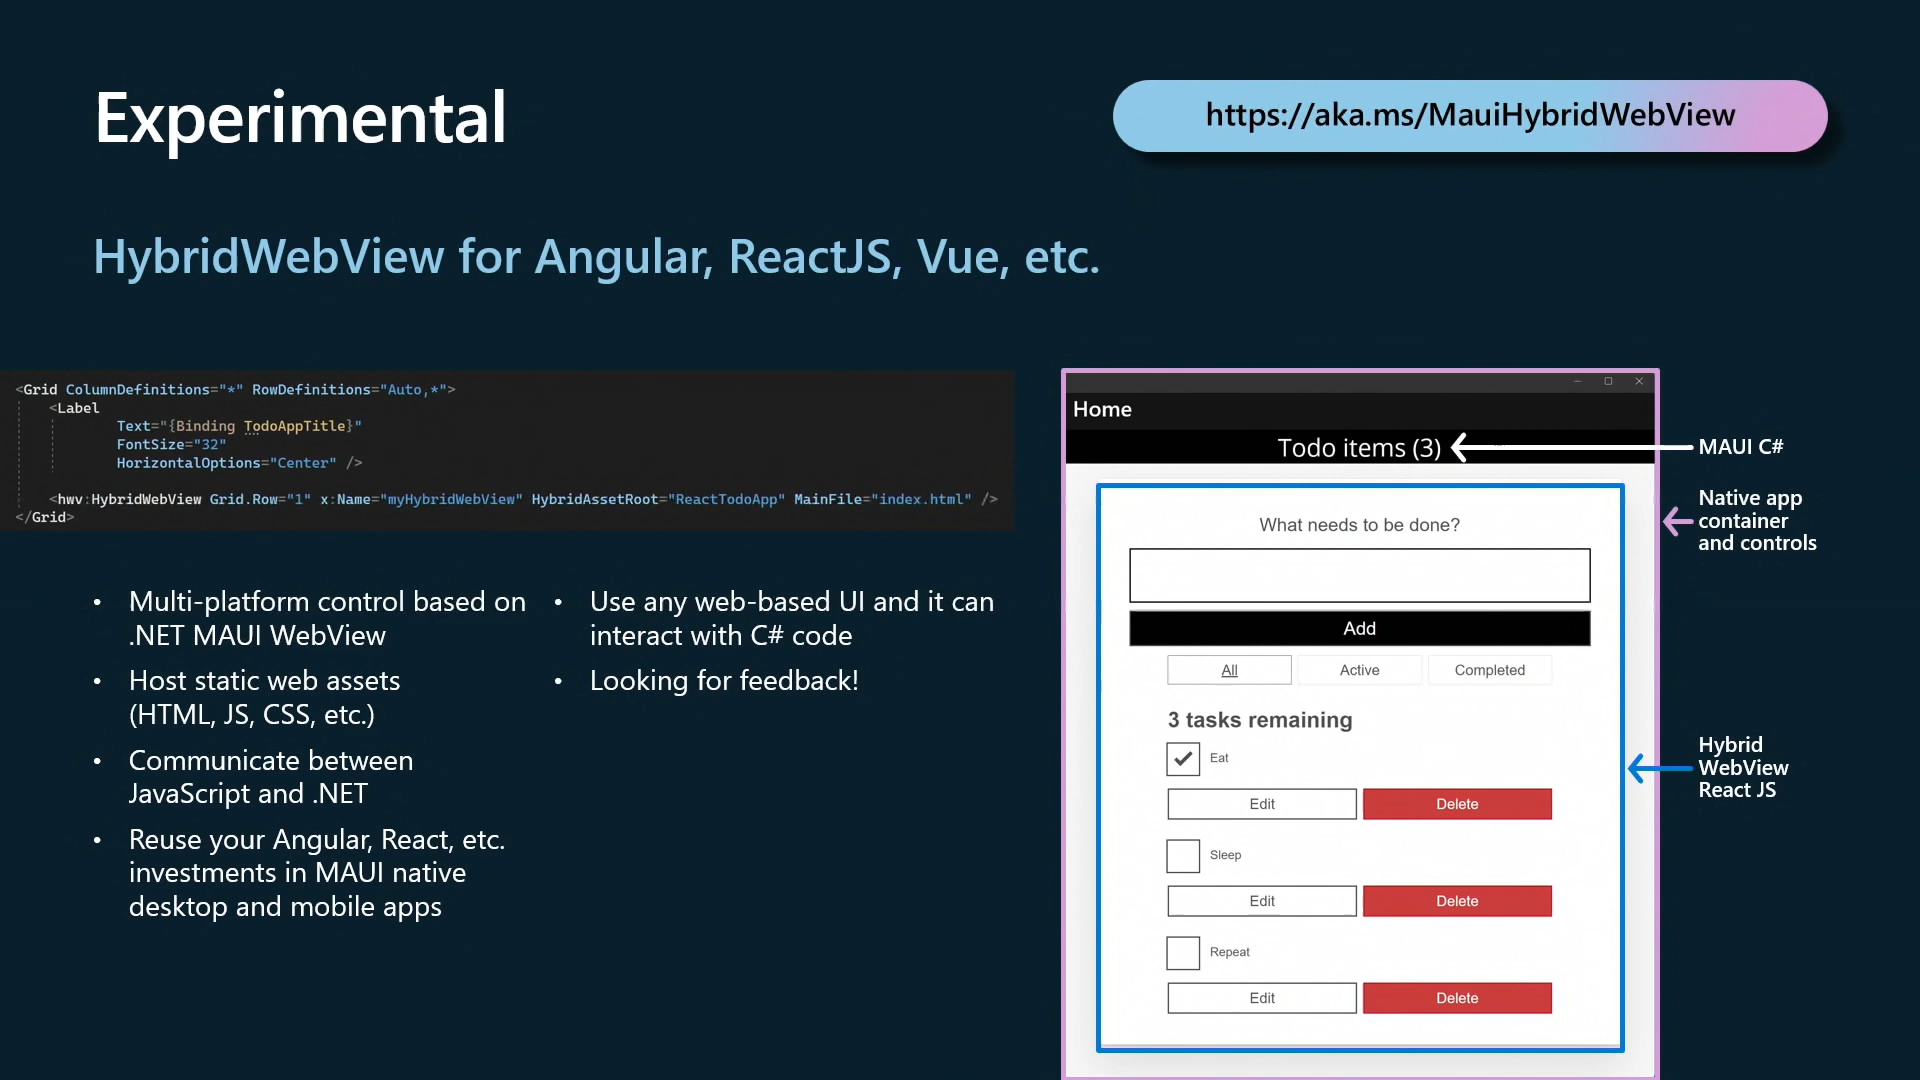 Experimental
https://aka.ms/MauiHybridWebView
HybridWebView for Angular, ReactJS, Vue, etc.
<Grid ColumnDefinitions="*" RowDefinitions="Auto,*">
<Label
Text="{Binding TodoAppTitle}"
FontSize="32"
HorizontalOptions="Center" />
<hwv:HybridWebView Grid.Row="1" x:Name="myHybridWebView" HybridAssetRoot="ReactTodoApp" MainFile="index.html" />
</Grid>
• Multi-platform control based on
.NET MAUI WebView
• Host static web assets
(HTML, JS, CSS, etc.)
• Communicate between
JavaScript and .NET
• Reuse your Angular, React, etc.
investments in MAUI native
desktop and mobile apps
• Use any web-based UI and it can
interact with C# code
• Looking for feedback!
Home
Todo items (3)
What needs to be done?
Add
All Active Completed
3 tasks remaining
Eat
Edit Delete
Sleep
Edit Delete
Repeat
Edit Delete
MAUI C#
Native app
container
and controls
Hybrid
WebView
React JS